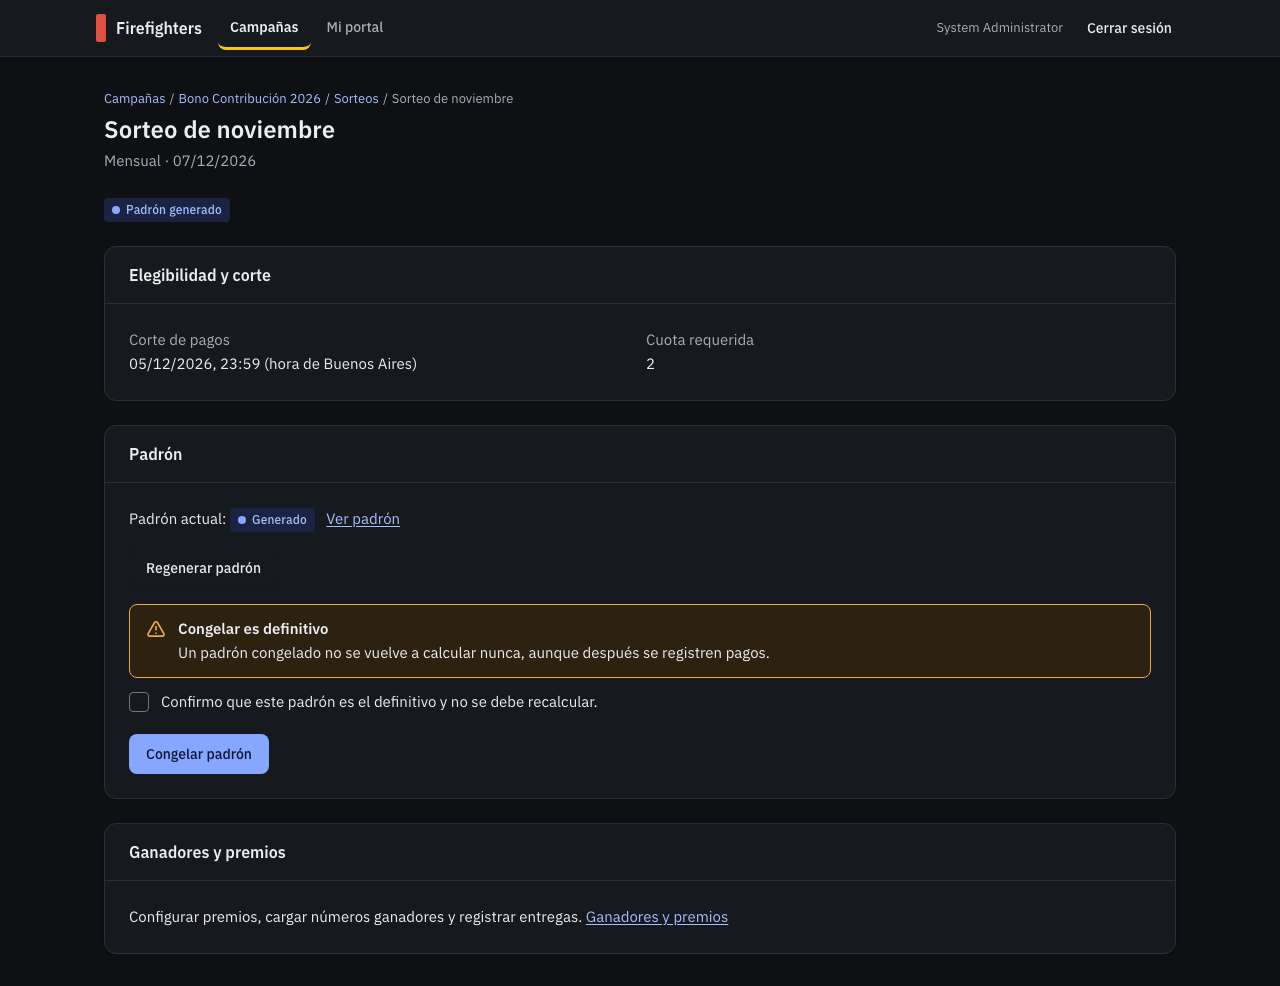 Firefighters Campañas Mi portal System Administrator Cerrar sesión
Campañas / Bono Contribución 2026 / Sorteos / Sorteo de noviembre
Sorteo de noviembre
Mensual · 07/12/2026
Padrón generado
Elegibilidad y corte
Corte de pagos Cuota requerida
05/12/2026, 23:59 (hora de Buenos Aires) 2
Padrón
Padrón actual: Generado Ver padrón
Regenerar padrón
Congelar es definitivo
Un padrón congelado no se vuelve a calcular nunca, aunque después se registren pagos.
Confirmo que este padrón es el definitivo y no se debe recalcular.
Congelar padrón
Ganadores y premios
Configurar premios, cargar números ganadores y registrar entregas. Ganadores y premios